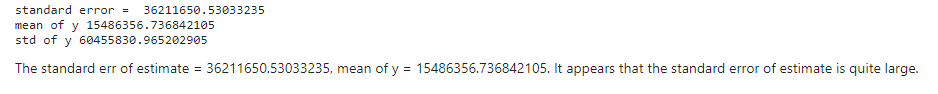 standard error =  36211650.53033235
mean of y 15486356.736842105
std of y 60455830.965202905
The standard err of estimate = 36211650.53033235, mean of y = 15486356.736842105. It appears that the standard error of estimate is quite large.